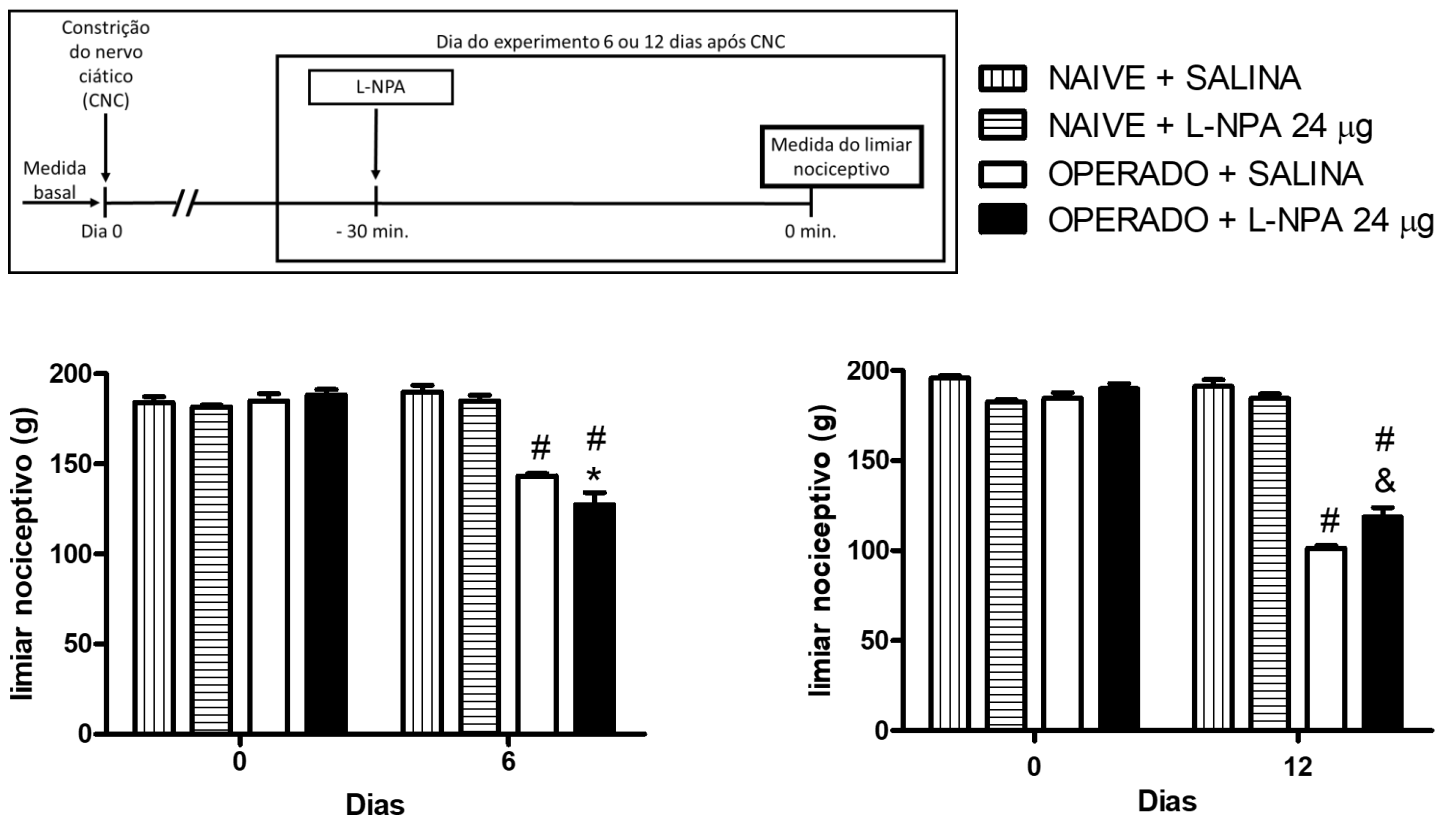 Constrição
do nervo
ciático
(CNC)
Dia do experimento 6 ou 12 dias após CNC
L-NPA
Medida
basal
Medida do limiar
nociceptivo
Dia 0
- 30 min.
0 min.
NAIVE + SALINA
NAIVE + L-NPA 24 μg
OPERADO + SALINA
OPERADO + L-NPA 24 μg
limiar nociceptivo (g)
200
150
100
50
0
#
#
*
0
6
Dias
limiar nociceptivo (g)
200
150
100
50
0
#
#
&
0
12
Dias